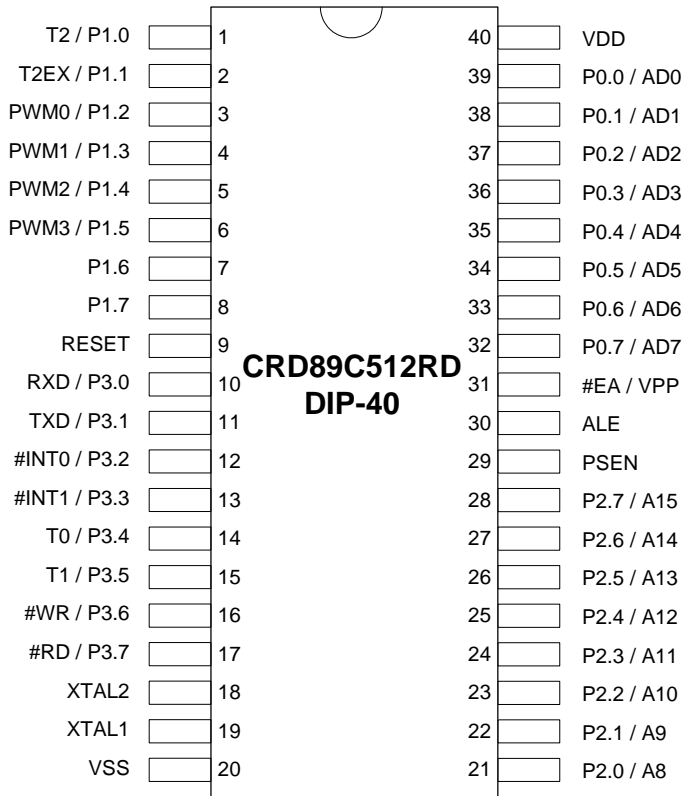 T2 / P1.0 1 40 VDD
T2EX / P1.1 2 39 P0.0 / AD0
PWM0 / P1.2 3 38 P0.1 / AD1
PWM1 / P1.3 4 37 P0.2 / AD2
PWM2 / P1.4 5 36 P0.3 / AD3
PWM3 / P1.5 6 35 P0.4 / AD4
P1.6 7 34 P0.5 / AD5
P1.7 8 33 P0.6 / AD6
RESET 9 32 P0.7 / AD7
CRD89C512RD
RXD / P3.0 10 31 #EA / VPP
DIP-40
TXD / P3.1 11 30 ALE
#INT0 / P3.2 12 29 PSEN
#INT1 / P3.3 13 28 P2.7 / A15
T0 / P3.4 14 27 P2.6 / A14
T1 / P3.5 15 26 P2.5 / A13
#WR / P3.6 16 25 P2.4 / A12
#RD / P3.7 17 24 P2.3 / A11
XTAL2 18 23 P2.2 / A10
XTAL1 19 22 P2.1 / A9
VSS 20 21 P2.0 / A8